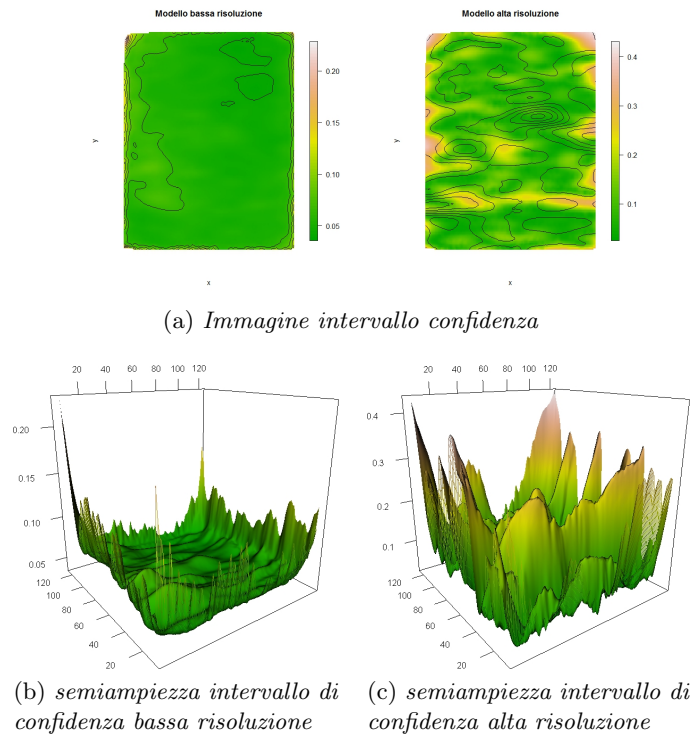 Modello bassa risoluzione
Modello alta risoluzione
y
0.20
0.15
0.10
0.05
x
y
0.4
0.3
0.2
0.1
x
(a) Immagine intervallo confidenza
20 40 60 80 100 120
0.20
0.15
0.10
0.05
120
100
80
60
40
20
20 40 60 80 100 120
0.4
0.3
0.2
0.1
120
100
80
60
40
20
(b) semiampiezza intervallo di
confidenza bassa risoluzione
(c) semiampiezza intervallo di
confidenza alta risoluzione